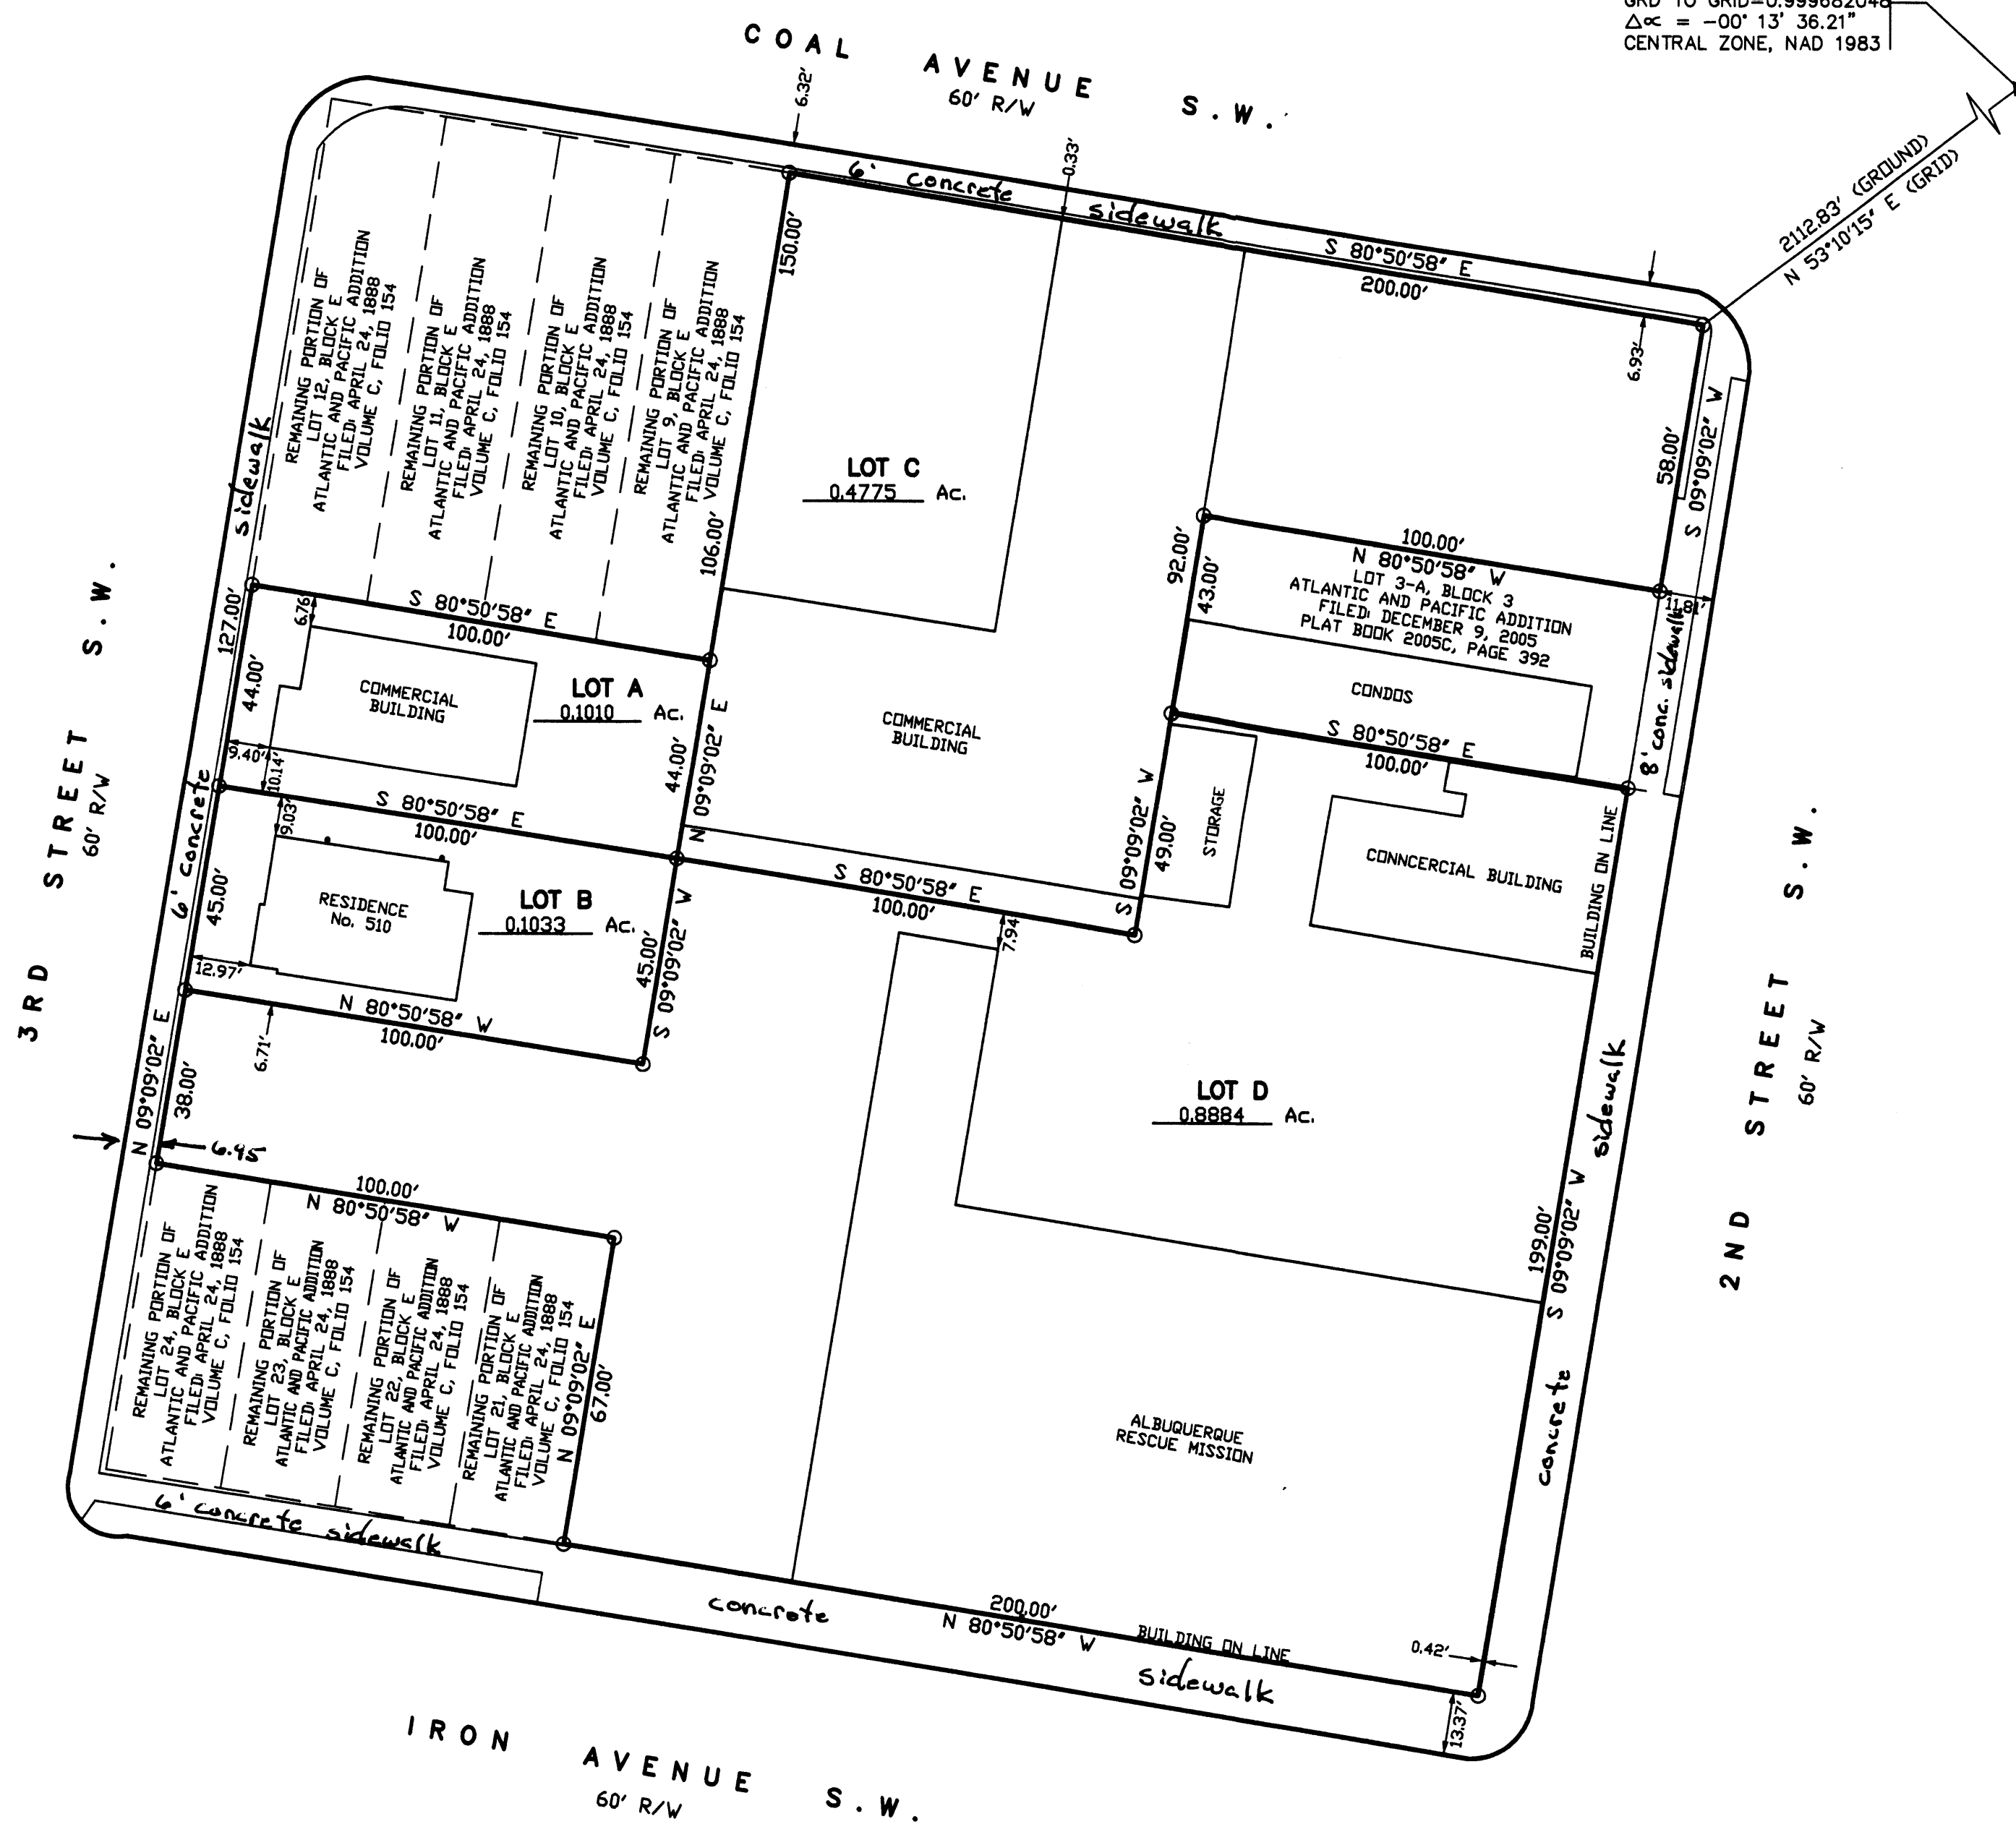 GRD TO GRID=0.999682048
Δ∝ = -00° 13' 36.21"
CENTRAL ZONE, NAD 1983
COAL AVENUE S.W.
60' R/W
6.32'
0.33'
6' concrete sidewalk
S 80°50'58" E
200.00'
2112.83' (GROUND)
N 53°10'15" E (GRID)
6.93'
58.00'
S 09°09'02" W
150.00'
REMAINING PORTION OF
LOT 12, BLOCK E
ATLANTIC AND PACIFIC ADDITION
FILED: APRIL 24, 1888
VOLUME C, FOLIO 154
REMAINING PORTION OF
LOT 11, BLOCK E
ATLANTIC AND PACIFIC ADDITION
FILED: APRIL 24, 1888
VOLUME C, FOLIO 154
REMAINING PORTION OF
LOT 10, BLOCK E
ATLANTIC AND PACIFIC ADDITION
FILED: APRIL 24, 1888
VOLUME C, FOLIO 154
REMAINING PORTION OF
LOT 9, BLOCK E
ATLANTIC AND PACIFIC ADDITION
FILED: APRIL 24, 1888
VOLUME C, FOLIO 154
106.00'
sidewalk
LOT C
0.4775 Ac.
92.00'
43.00'
100.00'
N 80°50'58" W
LOT 3-A, BLOCK 3
ATLANTIC AND PACIFIC ADDITION
FILED: DECEMBER 9, 2005
PLAT BOOK 2005C, PAGE 392
11.81'
8' conc. sidewalk
CONDOS
S 80°50'58" E
100.00'
127.00'
6.76'
S 80°50'58" E
100.00'
44.00'
COMMERCIAL
BUILDING
LOT A
0.1010 Ac.
9.40'
10.14'
44.00'
N 09°09'02" E
COMMERCIAL
BUILDING
S 09°09'02" W
49.00'
STORAGE
CONNCERCIAL BUILDING
BUILDING ON LINE
3RD STREET S.W.
60' R/W
6' concrete
S 80°50'58" E
100.00'
9.03'
45.00'
RESIDENCE
No. 510
LOT B
0.1033 Ac.
12.97'
45.00'
S 09°09'02" W
S 80°50'58" E
100.00'
7.94
N 80°50'58" W
100.00'
6.71'
N 09°09'02" E
38.00'
6.95
LOT D
0.8884 Ac.
sidewalk
2ND STREET S.W.
60' R/W
199.00'
S 09°09'02" W
concrete
100.00'
N 80°50'58" W
REMAINING PORTION OF
LOT 24, BLOCK E
ATLANTIC AND PACIFIC ADDITION
FILED: APRIL 24, 1888
VOLUME C, FOLIO 154
REMAINING PORTION OF
LOT 23, BLOCK E
ATLANTIC AND PACIFIC ADDITION
FILED: APRIL 24, 1888
VOLUME C, FOLIO 154
REMAINING PORTION OF
LOT 22, BLOCK E
ATLANTIC AND PACIFIC ADDITION
FILED: APRIL 24, 1888
VOLUME C, FOLIO 154
REMAINING PORTION OF
LOT 21, BLOCK E
ATLANTIC AND PACIFIC ADDITION
FILED: APRIL 24, 1888
VOLUME C, FOLIO 154
N 09°09'02" E
67.00'
ALBUQUERQUE
RESCUE MISSION
6' concrete sidewalk
concrete
200.00'
N 80°50'58" W
BUILDING ON LINE
0.42'
sidewalk
13.37'
IRON AVENUE S.W.
60' R/W